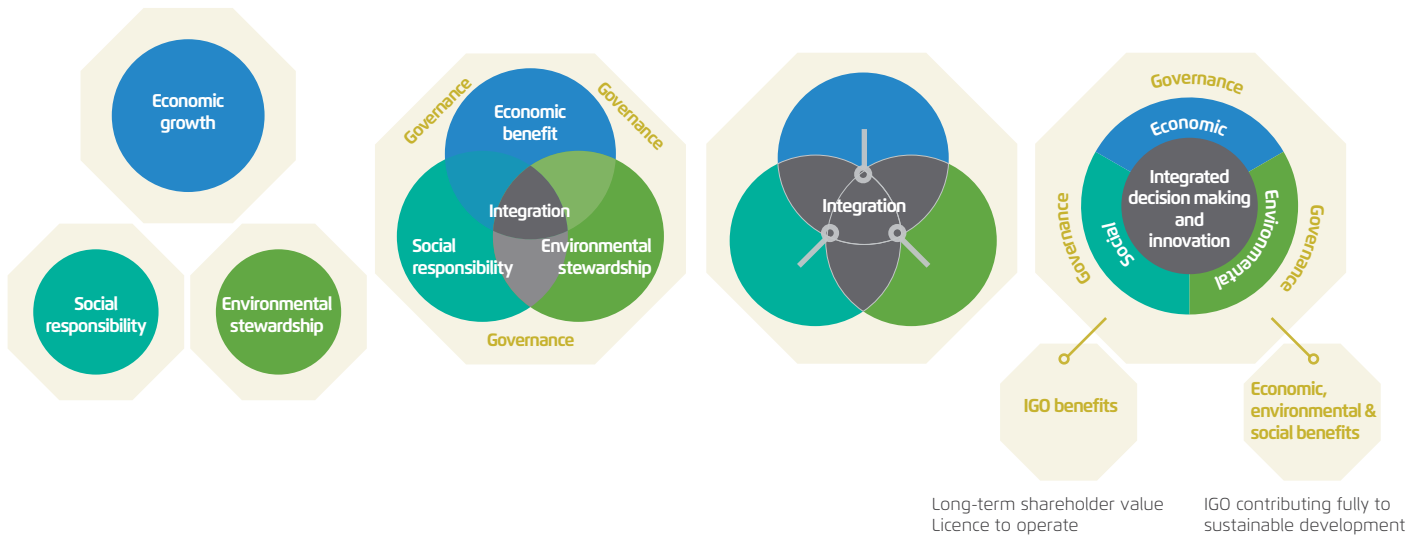 Economic
growth
Social
responsibility
Environmental
stewardship
Governance
Governance
Economic
benefit
Integration
Social
responsibility
Environmental
stewardship
Governance
Integration
Governance
Economic
Integrated
decision making
and
innovation
Social
Environmental
Governance
Governance
IGO benefits
Economic,
environmental &
social benefits
Long-term shareholder value
Licence to operate
IGO contributing fully to
sustainable development